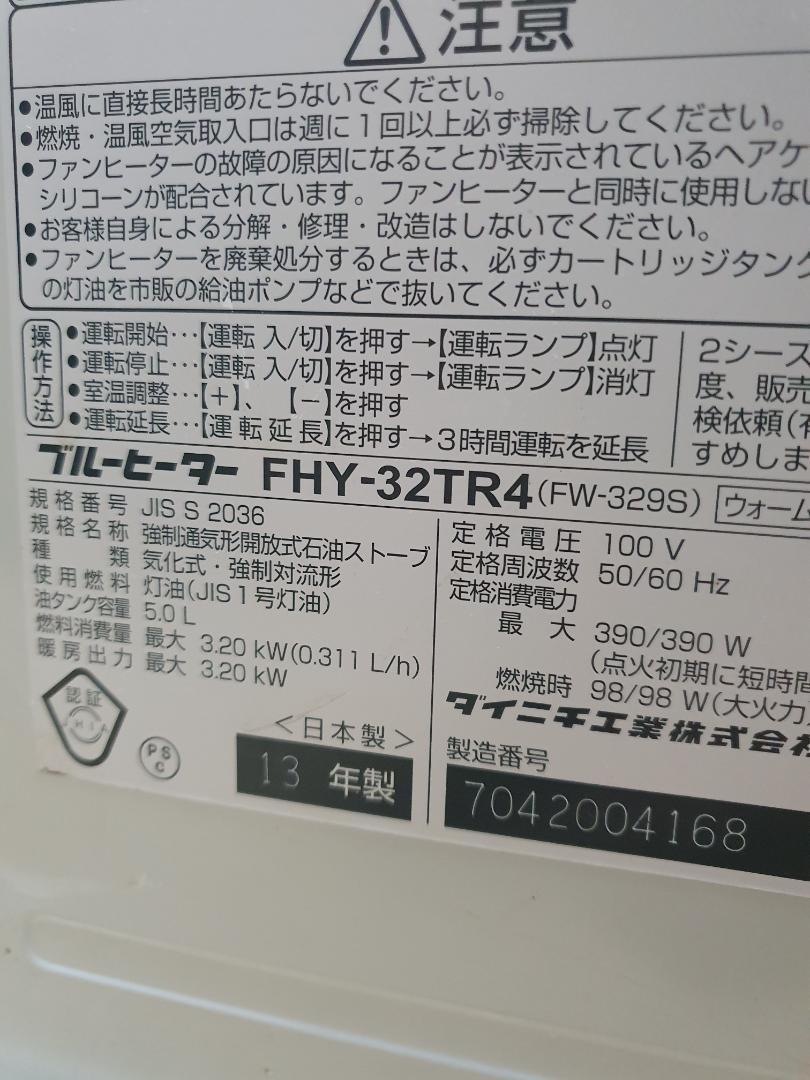 注意
●温風に直接長時間あたらないでください。
●燃焼・温風空気取入口は週に1回以上必ず掃除してください。
●ファンヒーターの故障の原因になることが表示されているヘアケ
シリコーンが配合されています。ファンヒーターと同時に使用しない
●お客様自身による分解・修理・改造はしないでください。
●ファンヒーターを廃棄処分するときは、必ずカートリッジタンク
の灯油を市販の給油ポンプなどで抜いてください。
操作方法
●運転開始…【運転 入/切】を押す→【運転ランプ】点灯
●運転停止…【運転 入/切】を押す→【運転ランプ】消灯
●室温調整…【+】、【-】を押す
●運転延長…【運転延長】を押す→3時間運転を延長
2シーズ
度、販売
検依頼(有
すめしま
ブルーヒーター FHY-32TR4(FW-329S) ウォーム
規格番号 JIS S 2036
規格名称 強制通気形開放式石油ストーブ
種類 気化式・強制対流形
使用燃料 灯油(JIS1号灯油)
油タンク容量 5.0 L
燃料消費量 最大 3.20 kW(0.311 L/h)
暖房出力 最大 3.20 kW
認証
JHIA
PSC
<日本製>
13 年製
定格電圧 100 V
定格周波数 50/60 Hz
定格消費電力
最大 390/390 W
(点火初期に短時間
燃焼時 98/98 W(大火力)
ダイニチ工業株式会社
製造番号
7042004168